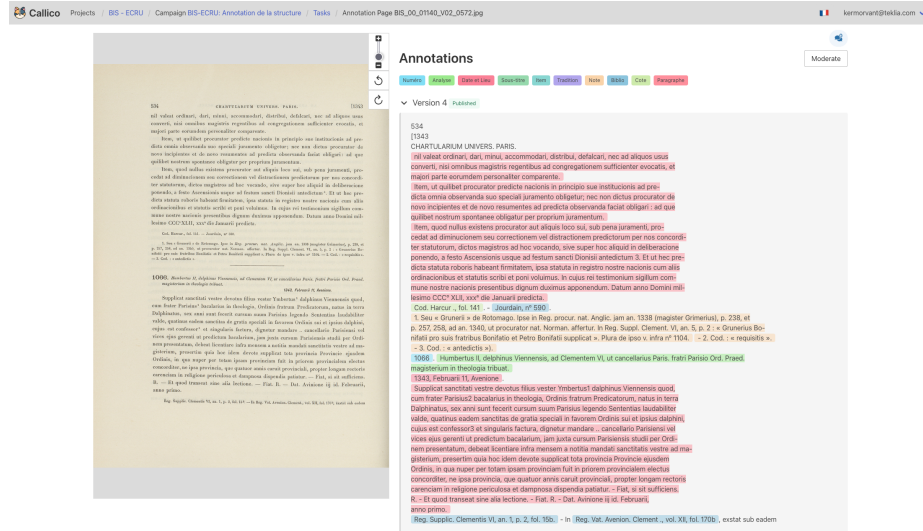 Callico Projects / BIS - ECRU / Campaign BIS-ECRU: Annotation de la structure / Tasks / Annotation Page BIS_00_01140_V02_0572.jpg
kermorvant@teklia.com
Annotations
Moderate
Numéro Analyse Date et Lieu Sous-titre Item Tradition Note Biblio Cote Paragraphe
Version 4 Published
534
[1343
CHARTULARIUM UNIVERS. PARIS.
nil valeat ordinari, dari, minui, accommodari, distribui, defalcari, nec ad aliquos usus
converti, nisi omnibus magistris regentibus ad congregationem sufficienter evocatis, et
majori parte eorumdem personaliter comparente.
Item, ut quilibet procurator predicte nacionis in principio sue institucionis ad pre-
dicta omnia observanda suo speciali juramento obligetur; nec non dictus procurator de
novo incipientes et de novo resumentes ad predicta observanda faciat obligari : ad que
quilibet nostrum spontanee obligatur per proprium juramentum.
Item, quod nullus existens procurator aut aliquis loco sui, sub pena juramenti, pro-
cedat ad diminucionem seu correctionem vel distractionem predictorum per nos concordi-
ter statutorum, dictos magistros ad hoc vocando, sive super hoc aliquid in deliberacione
ponendo, a festo Ascensionis usque ad festum sancti Dionisii antedictum 3. Et ut hec pre-
dicta statuta roboris habeant firmitatem, ipsa statuta in registro nostre nacionis cum aliis
ordinacionibus et statutis scribi et poni voluimus. In cujus rei testimonium sigillum com-
mune nostre nacionis presentibus dignum duximus apponendum. Datum anno Domini mil-
lesimo CCC° XLII, xxx° die Januarii predicta.
Cod. Harcur ., fol. 141 . - Jourdain, n° 590.
1. Seu « Grunerii » de Rotomago. Ipse in Reg. procur. nat. Anglic. jam an. 1338 (magister Grimerius), p. 238, et
p. 257, 258, ad an. 1340, ut procurator nat. Norman. affertur. In Reg. Suppl. Clement. VI, an. 5, p. 2 : « Grunerius Bo-
nifatii pro suis fratribus Bonifatio et Petro Bonifatii supplicat ». Plura de ipso v. infra n° 1104. - 2. Cod. : « requisitis ».
- 3. Cod. : « antedictis »).
1066 . Humbertus II, delphinus Viennensis, ad Clementem VI, ut cancellarius Paris. fratri Parisio Ord. Praed.
magisterium in theologia tribuat.
1343, Februarii 11, Avenione .
Supplicat sanctitati vestre devotus filius vester Ymbertus1 dalphinus Viennensis quod,
cum frater Parisius2 bacalarius in theologia, Ordinis fratrum Predicatorum, natus in terra
Dalphinatus, sex anni sunt fecerit cursum suum Parisius legendo Sententias laudabiliter
valde, quatinus eadem sanctitas de gratia speciali in favorem Ordinis sui et ipsius dalphini,
cujus est confessor3 et singularis factura, dignetur mandare .. cancellario Parisiensi vel
vices ejus gerenti ut predictum bacalarium, jam juxta cursum Parisiensis studii per Ordi-
nem presentatum, debeat licentiare infra mensem a notitia mandati sanctitatis vestre ad ma-
gisterium, presertim quia hoc idem devote supplicat tota provincia Provincie ejusdem
Ordinis, in qua nuper per totam ipsam provinciam fuit in priorem provincialem electus
concorditer, ne ipsa provincia, que quatuor annis caruit provinciali, propter longam rectoris
carenciam in religione periculosa et dampnosa dispendia patiatur. - Fiat, si sit sufficiens.
R. - Et quod transeat sine alia lectione. - Fiat. R. - Dat. Avinione iij id. Februarii,
anno primo.
Reg. Supplic. Clementis VI, an. 1, p. 2, fol. 15b. - In Reg. Vat. Avenion. Clement ., vol. XII, fol. 170b , exstat sub eadem